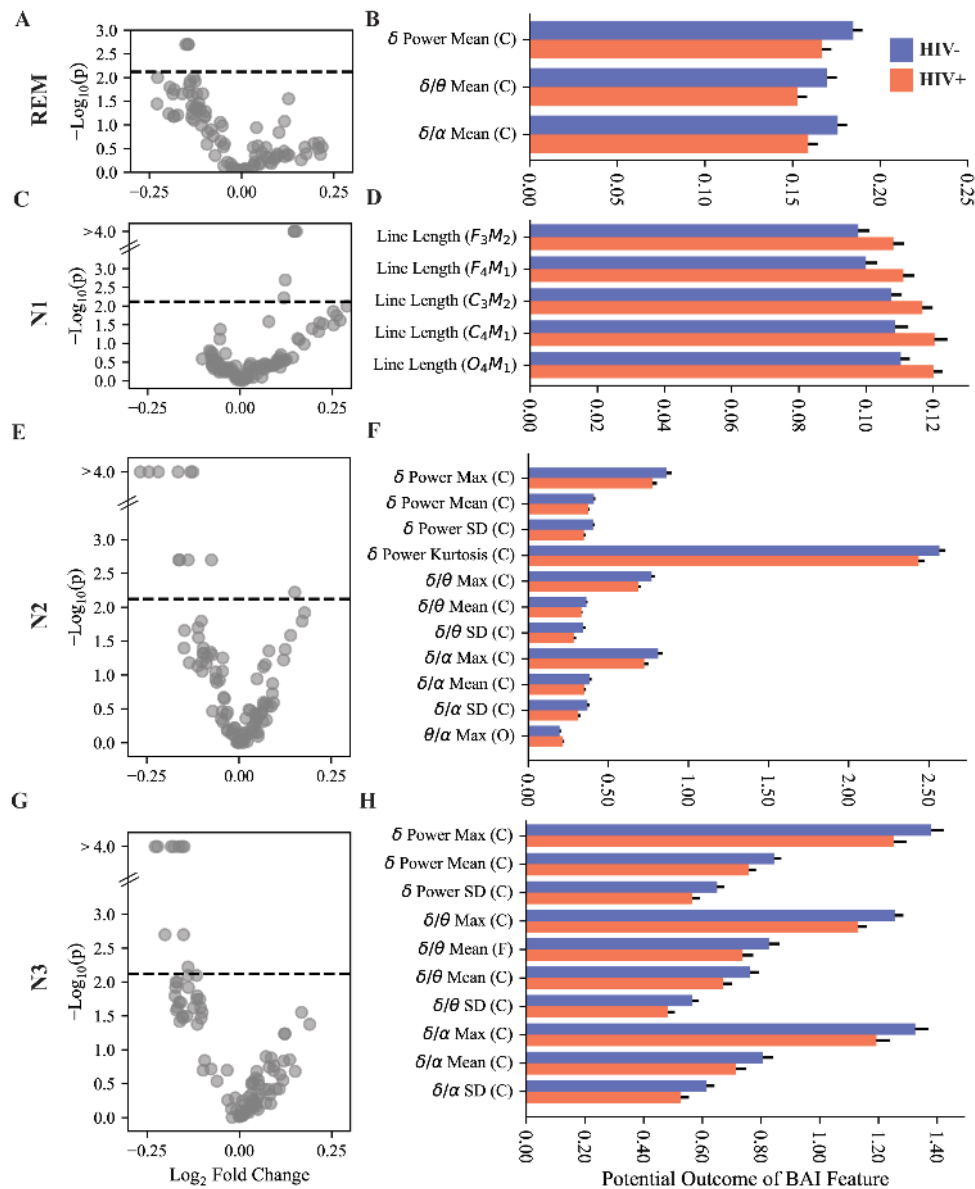 A
REM
−Log₁₀(p)
3.0
2.5
2.0
1.5
1.0
0.5
0.0
−0.25
0.00
0.25
B
δ Power Mean (C)
δ/θ Mean (C)
δ/α Mean (C)
HIV-
HIV+
0.00
0.05
0.10
0.15
0.20
0.25
C
N1
−Log₁₀(p)
>4.0
3.0
2.5
2.0
1.5
1.0
0.5
0.0
−0.25
0.00
0.25
D
Line Length (F₃M₂)
Line Length (F₄M₁)
Line Length (C₃M₂)
Line Length (C₄M₁)
Line Length (O₄M₁)
0.00
0.02
0.04
0.06
0.08
0.10
0.12
E
N2
−Log₁₀(p)
>4.0
3.0
2.5
2.0
1.5
1.0
0.5
0.0
−0.25
0.00
0.25
F
δ Power Max (C)
δ Power Mean (C)
δ Power SD (C)
δ Power Kurtosis (C)
δ/θ Max (C)
δ/θ Mean (C)
δ/θ SD (C)
δ/α Max (C)
δ/α Mean (C)
δ/α SD (C)
θ/α Max (O)
0.00
0.50
1.00
1.50
2.00
2.50
G
N3
−Log₁₀(p)
>4.0
3.0
2.5
2.0
1.5
1.0
0.5
0.0
−0.25
0.00
0.25
Log₂ Fold Change
H
δ Power Max (C)
δ Power Mean (C)
δ Power SD (C)
δ/θ Max (C)
δ/θ Mean (F)
δ/θ Mean (C)
δ/θ SD (C)
δ/α Max (C)
δ/α Mean (C)
δ/α SD (C)
0.00
0.20
0.40
0.60
0.80
1.00
1.20
1.40
Potential Outcome of BAI Feature